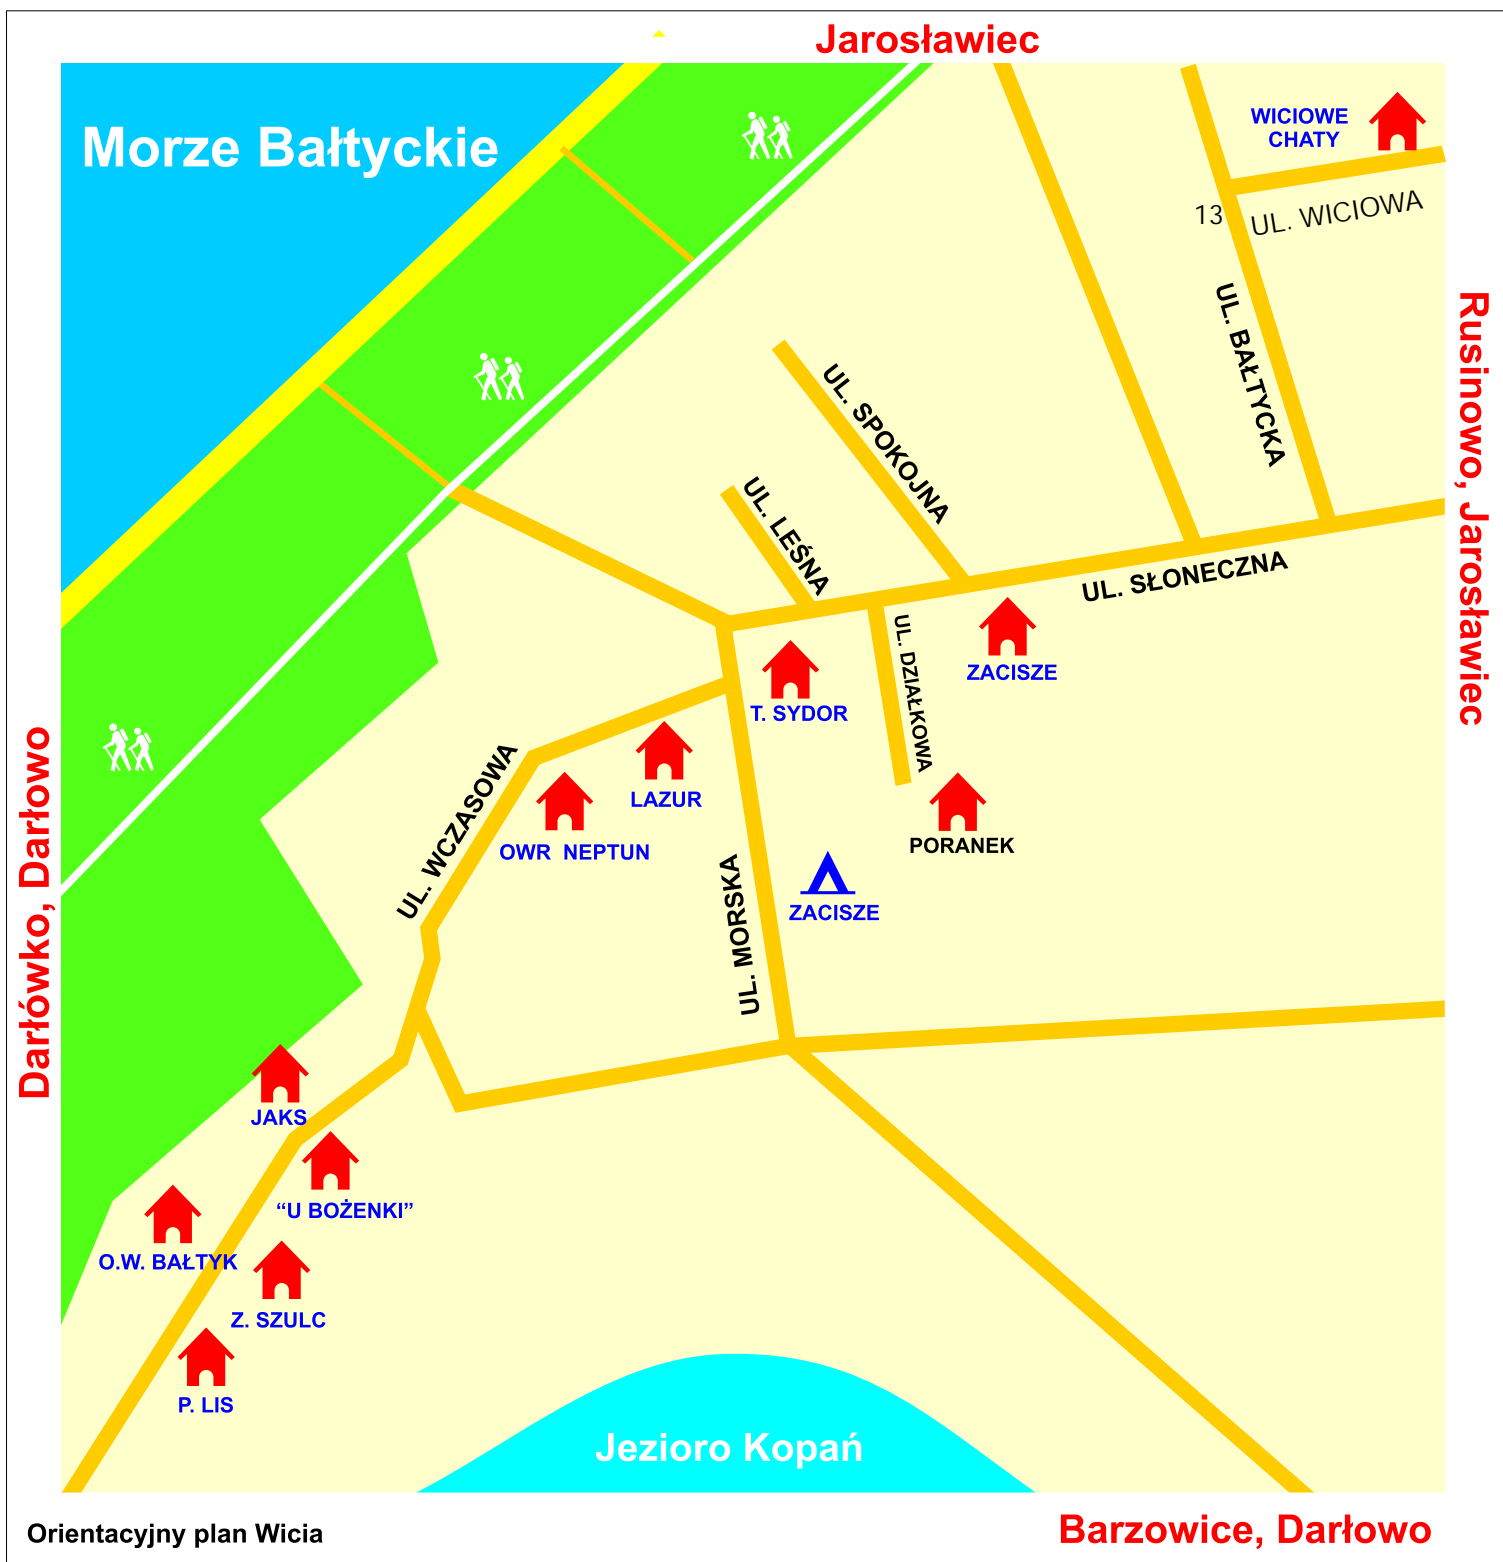 Jarosławiec
Morze Bałtyckie
WICIOWE
CHATY
13
UL. WICIOWA
UL. BAŁTYCKA
Rusinowo, Jarosławiec
UL. SPOKOJNA
UL. LEŚNA
UL. SŁONECZNA
UL. DZIAŁKOWA
ZACISZE
T. SYDOR
LAZUR
OWR NEPTUN
UL. WCZASOWA
PORANEK
UL. MORSKA
ZACISZE
Darłówko, Darłowo
JAKS
“U BOŻENKI”
O.W. BAŁTYK
Z. SZULC
P. LIS
Jezioro Kopań
Orientacyjny plan Wicia
Barzowice, Darłowo